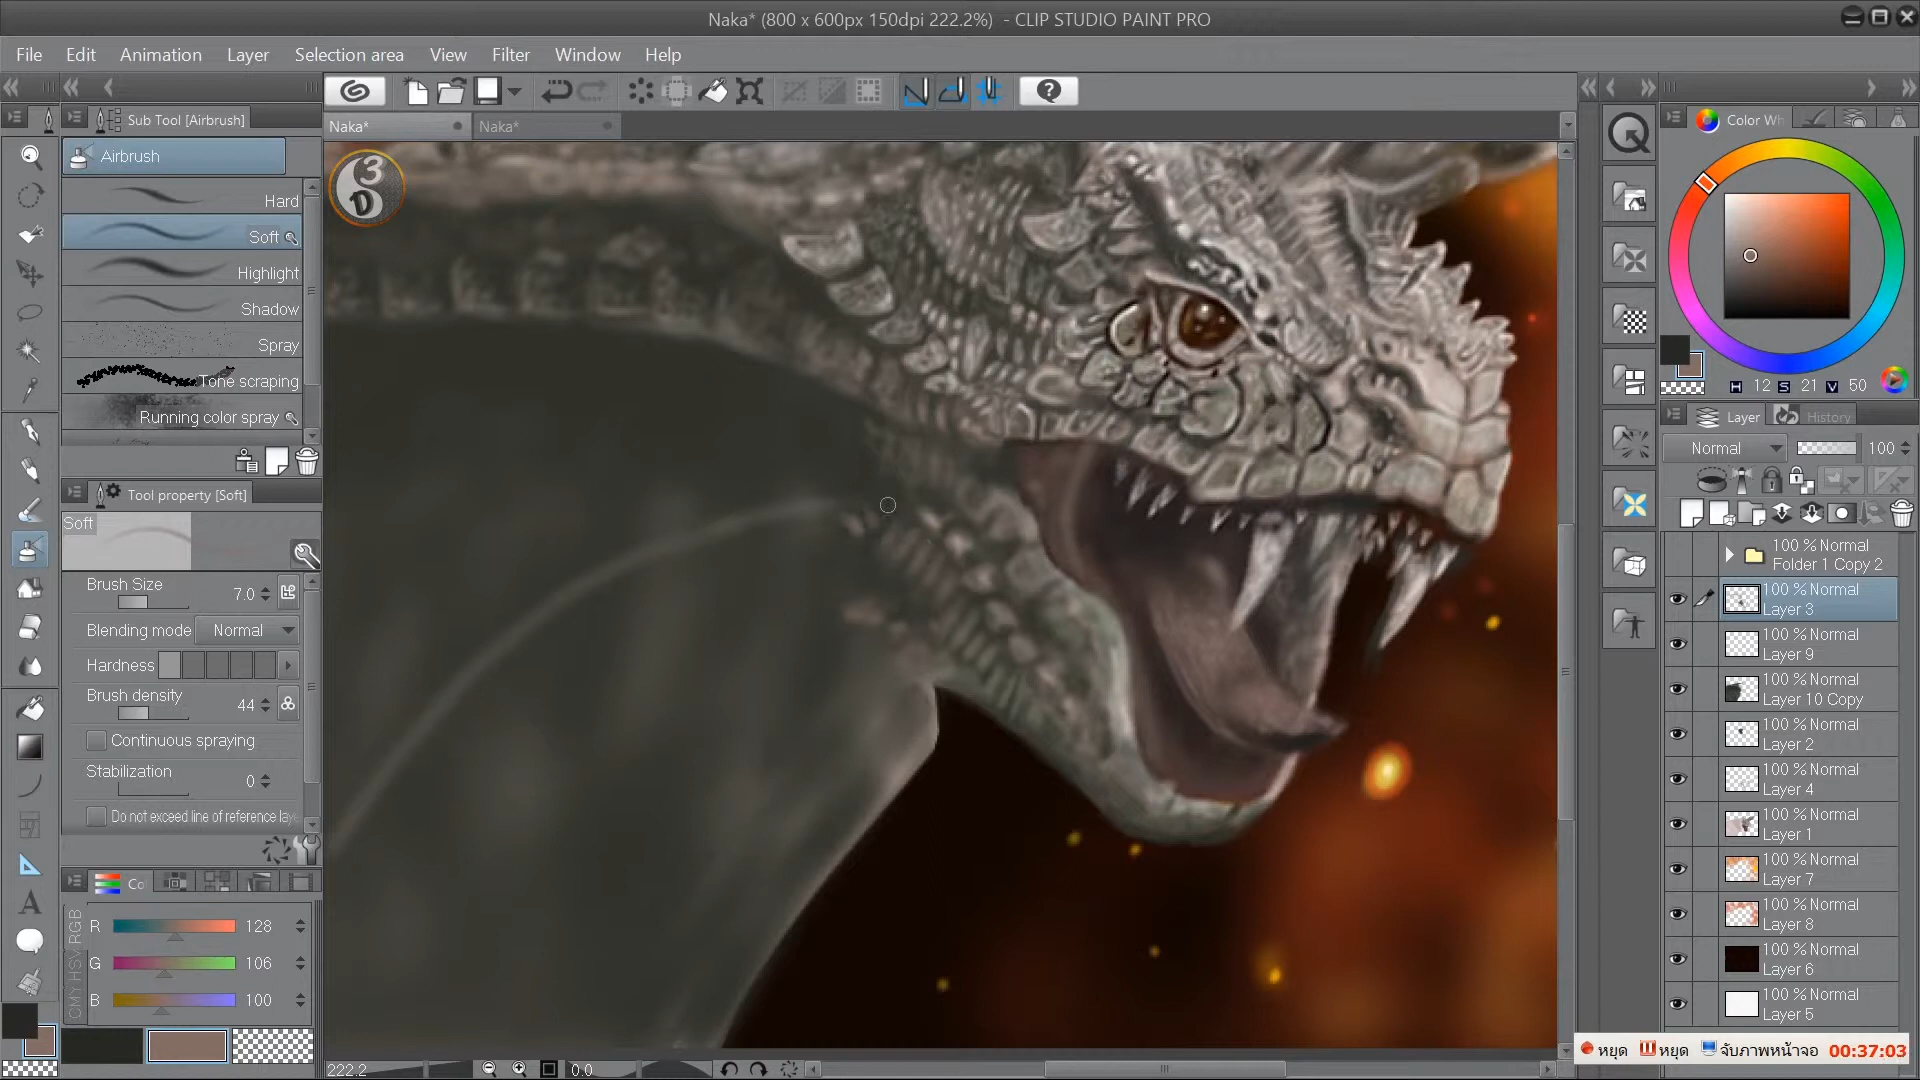 Naka* (800 x 600px 150dpi 222.2%) - CLIP STUDIO PAINT PRO
File Edit Animation Layer Selection area View Filter Window Help
Sub Tool [Airbrush]
Naka*
Naka*
Color Wh
3
D
Airbrush
Hard
Soft
Highlight
Shadow
Spray
Tone scraping
Running color spray
H 12 S 21 V 50
Layer
History
Normal
100
Tool property [Soft]
Soft
Brush Size
7.0
Blending mode
Normal
Hardness
Brush density
44
Continuous spraying
Stabilization
0
Do not exceed line of reference laye
100 % Normal
Folder 1 Copy 2
100 % Normal
Layer 3
100 % Normal
Layer 9
100 % Normal
Layer 10 Copy
100 % Normal
Layer 2
100 % Normal
Layer 4
100 % Normal
Layer 1
100 % Normal
Layer 7
100 % Normal
Layer 8
100 % Normal
Layer 6
100 % Normal
Layer 5
Co
RGB
HSV
CMY
R 128
G 106
B 100
A
222.2
0.0
หยุด หยุด จับภาพหน้าจอ 00:37:03